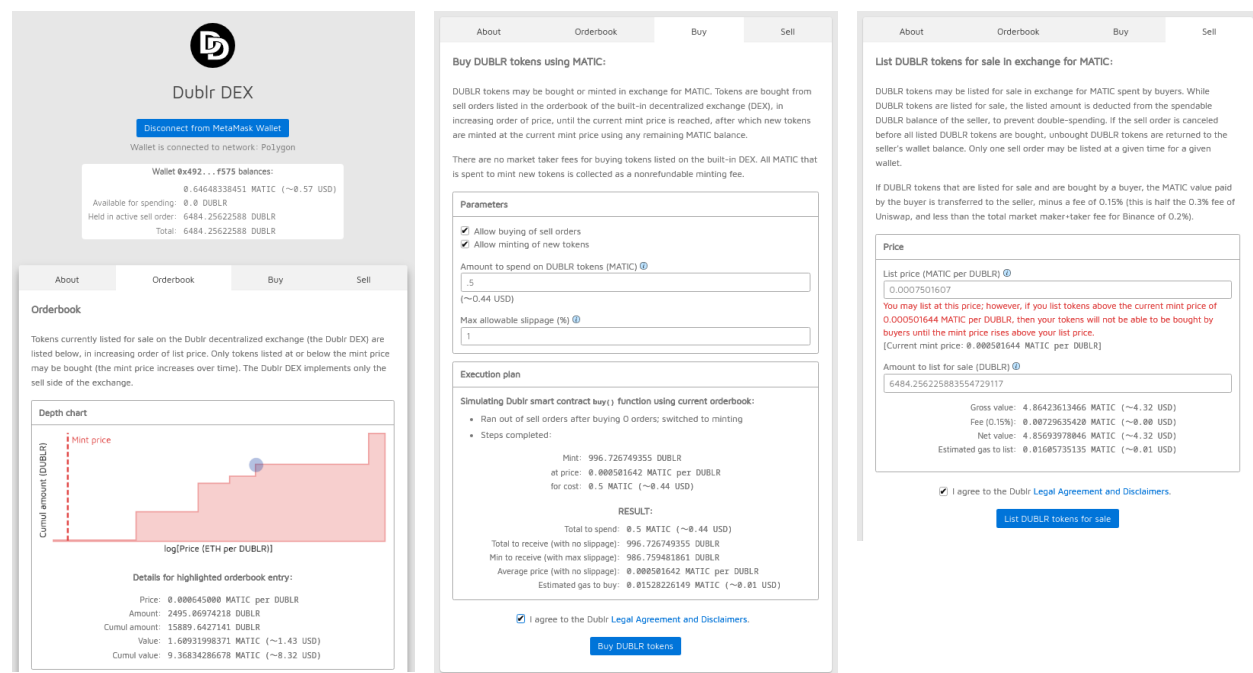 Dublr DEX
Disconnect from MetaMask Wallet
Wallet is connected to network: Polygon
Wallet 0x492...f575 balances:
0.64648338451 MATIC (~0.57 USD)
Available for spending: 0.0 DUBLR
Held in active sell order: 6484.25622588 DUBLR
Total: 6484.25622588 DUBLR
About Orderbook Buy Sell
Orderbook
Tokens currently listed for sale on the Dublr decentralized exchange (the Dublr DEX) are
listed below, in increasing order of list price. Only tokens listed at or below the mint price
may be bought (the mint price increases over time). The Dublr DEX implements only the
sell side of the exchange.
Depth chart
Mint price
Cumul amount (DUBLR)
log[Price (ETH per DUBLR)]
Details for highlighted orderbook entry:
Price: 0.000645000 MATIC per DUBLR
Amount: 2495.06974218 DUBLR
Cumul amount: 15889.6427141 DUBLR
Value: 1.60931998371 MATIC (~1.43 USD)
Cumul value: 9.36834286678 MATIC (~8.32 USD)
About Orderbook Buy Sell
Buy DUBLR tokens using MATIC:
DUBLR tokens may be bought or minted in exchange for MATIC. Tokens are bought from
sell orders listed in the orderbook of the built-in decentralized exchange (DEX), in
increasing order of price, until the current mint price is reached, after which new tokens
are minted at the current mint price using any remaining MATIC balance.
There are no market taker fees for buying tokens listed on the built-in DEX. All MATIC that
is spent to mint new tokens is collected as a nonrefundable minting fee.
Parameters
Allow buying of sell orders
Allow minting of new tokens
Amount to spend on DUBLR tokens (MATIC)
.5
(~0.44 USD)
Max allowable slippage (%)
1
Execution plan
Simulating Dublr smart contract buy() function using current orderbook:
• Ran out of sell orders after buying 0 orders; switched to minting
• Steps completed:
Mint: 996.726749355 DUBLR
at price: 0.000501642 MATIC per DUBLR
for cost: 0.5 MATIC (~0.44 USD)
RESULT:
Total to spend: 0.5 MATIC (~0.44 USD)
Total to receive (with no slippage): 996.726749355 DUBLR
Min to receive (with max slippage): 986.759481861 DUBLR
Average price (with no slippage): 0.000501642 MATIC per DUBLR
Estimated gas to buy: 0.01528226149 MATIC (~0.01 USD)
I agree to the Dublr Legal Agreement and Disclaimers.
Buy DUBLR tokens
About Orderbook Buy Sell
List DUBLR tokens for sale in exchange for MATIC:
DUBLR tokens may be listed for sale in exchange for MATIC spent by buyers. While
DUBLR tokens are listed for sale, the listed amount is deducted from the spendable
DUBLR balance of the seller, to prevent double-spending. If the sell order is canceled
before all listed DUBLR tokens are bought, unbought DUBLR tokens are returned to the
seller's wallet balance. Only one sell order may be listed at a given time for a given
wallet.
If DUBLR tokens that are listed for sale and are bought by a buyer, the MATIC value paid
by the buyer is transferred to the seller, minus a fee of 0.15% (this is half the 0.3% fee of
Uniswap, and less than the total market maker+taker fee for Binance of 0.2%).
Price
List price (MATIC per DUBLR)
0.0007501607
You may list at this price; however, if you list tokens above the current mint price of
0.000501644 MATIC per DUBLR, then your tokens will not be able to be bought by
buyers until the mint price rises above your list price.
[Current mint price: 0.000501644 MATIC per DUBLR]
Amount to list for sale (DUBLR)
6484.256225883554729117
Gross value: 4.86423613466 MATIC (~4.32 USD)
Fee (0.15%): 0.00729635420 MATIC (~0.00 USD)
Net value: 4.85693978046 MATIC (~4.32 USD)
Estimated gas to list: 0.01605735135 MATIC (~0.01 USD)
I agree to the Dublr Legal Agreement and Disclaimers.
List DUBLR tokens for sale